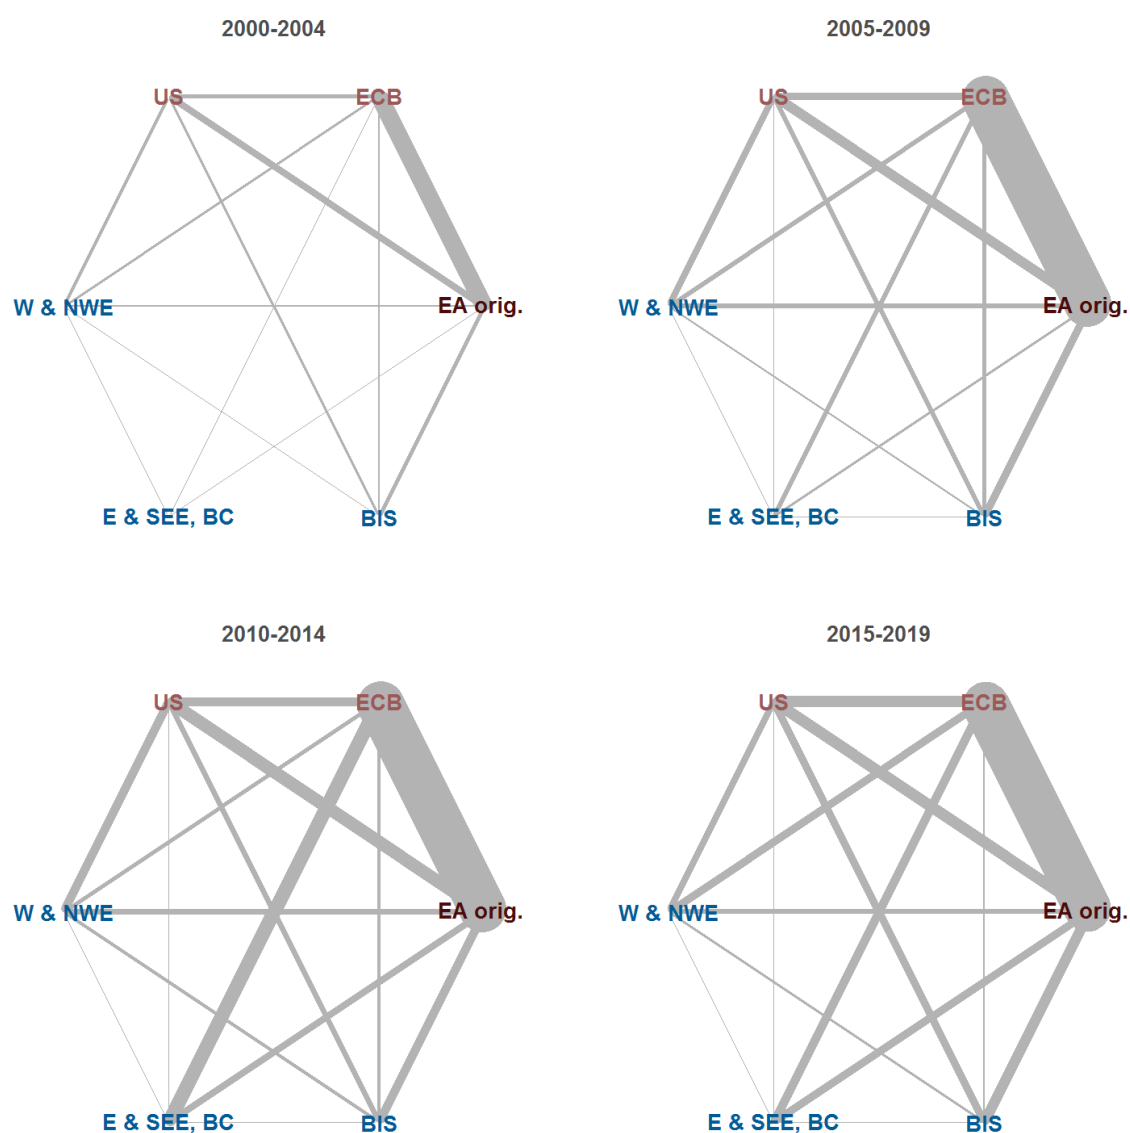 2000-2004
US
ECB
W & NWE
EA orig.
E & SEE, BC
BIS
2005-2009
US
ECB
W & NWE
EA orig.
E & SEE, BC
BIS
2010-2014
US
ECB
W & NWE
EA orig.
E & SEE, BC
BIS
2015-2019
US
ECB
W & NWE
EA orig.
E & SEE, BC
BIS